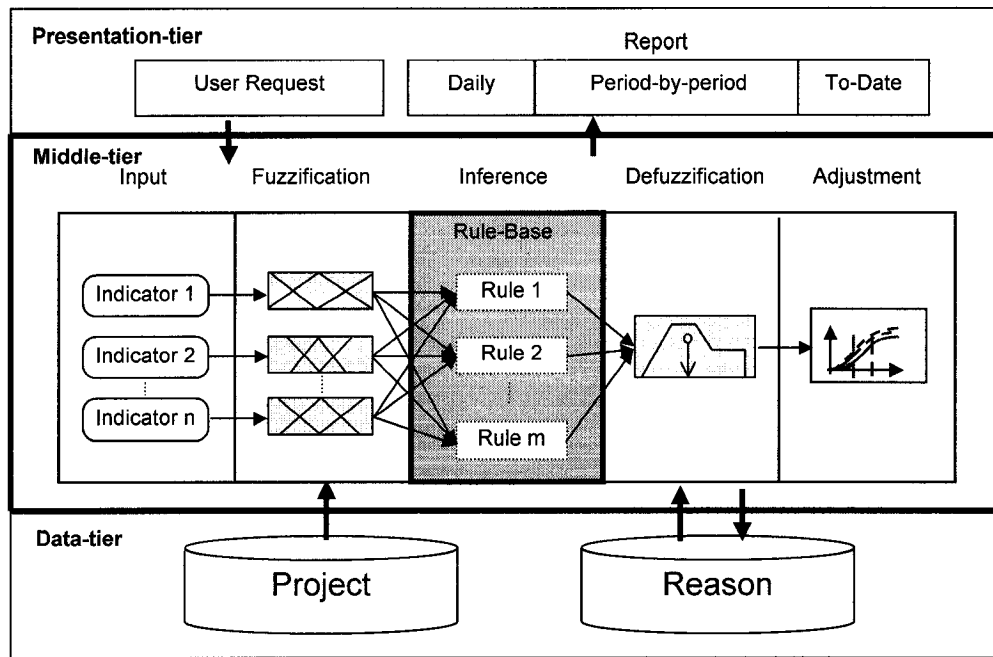 Presentation-tier
Report
User Request
Daily
Period-by-period
To-Date
Middle-tier
Input
Fuzzification
Inference
Defuzzification
Adjustment
Rule-Base
Indicator 1
Rule 1
Indicator 2
Rule 2
Indicator n
Rule m
Data-tier
Project
Reason